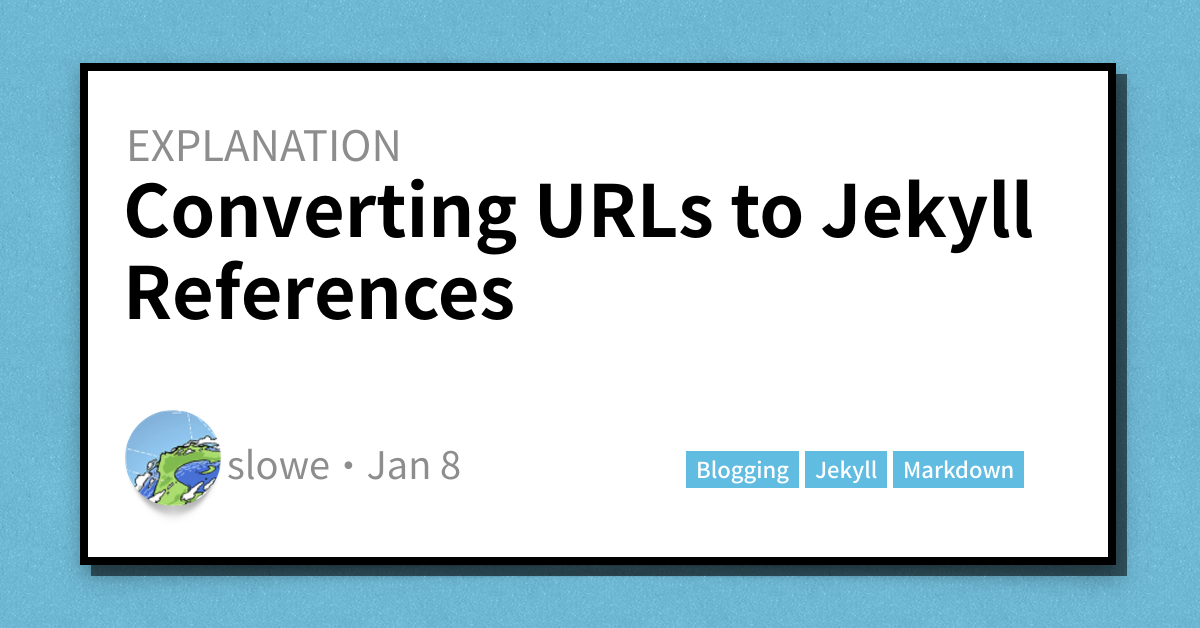 EXPLANATION
Converting URLs to Jekyll
References
slowe • Jan 8
Blogging Jekyll Markdown